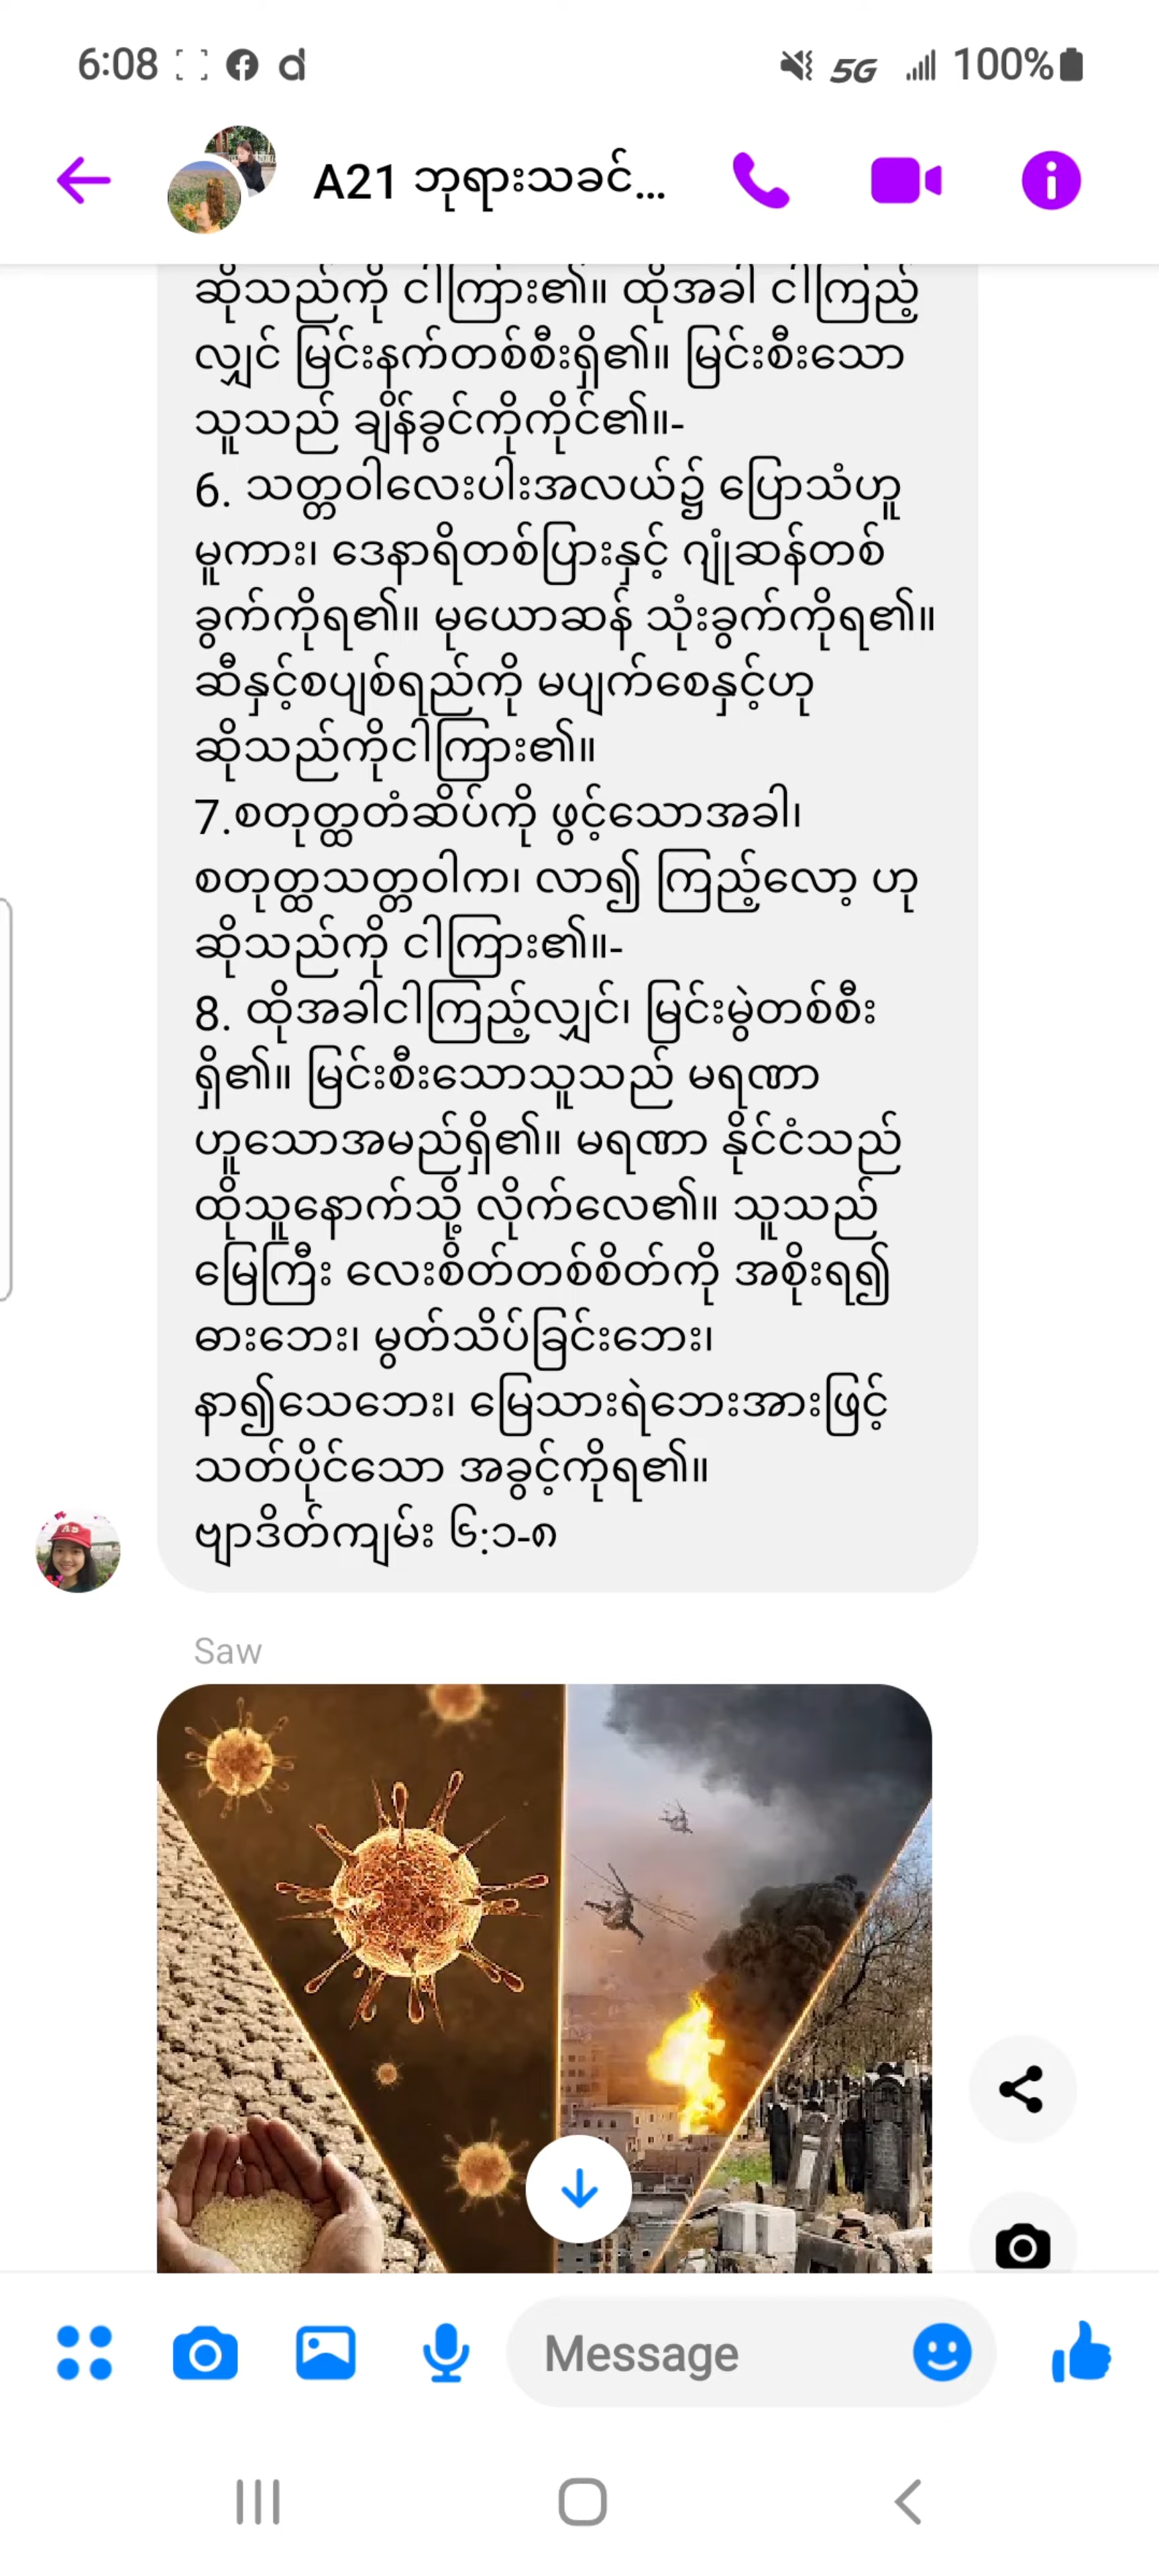 6:08
5G
100%
A21 ဘုရားသခင်...
ဆိုသည်ကို ငါကြား၏။ ထိုအခါ ငါကြည့်
လျှင် မြင်းနက်တစ်စီးရှိ၏။ မြင်းစီးသော
သူသည် ချိန်ခွင်ကိုကိုင်၏။-
6. သတ္တဝါလေးပါးအလယ်၌ ပြောသံဟူ
မူကား၊ ဒေနာရိတစ်ပြားနှင့် ဂျုံဆန်တစ်
ခွက်ကိုရ၏။ မုယောဆန် သုံးခွက်ကိုရ၏။
ဆီနှင့်စပျစ်ရည်ကို မပျက်စေနှင့်ဟု
ဆိုသည်ကိုငါကြား၏။
7.စတုတ္ထတံဆိပ်ကို ဖွင့်သောအခါ၊
စတုတ္ထသတ္တဝါက၊ လာ၍ ကြည့်လော့ ဟု
ဆိုသည်ကို ငါကြား၏။-
8. ထိုအခါငါကြည့်လျှင်၊ မြင်းမွဲတစ်စီး
ရှိ၏။ မြင်းစီးသောသူသည် မရဏာ
ဟူသောအမည်ရှိ၏။ မရဏာ နိုင်ငံသည်
ထိုသူနောက်သို့ လိုက်လေ၏။ သူသည်
မြေကြီး လေးစိတ်တစ်စိတ်ကို အစိုးရ၍
ဓားဘေး၊ မွတ်သိပ်ခြင်းဘေး၊
နာ၍သေဘေး၊ မြေသားရဲဘေးအားဖြင့်
သတ်ပိုင်သော အခွင့်ကိုရ၏။
ဗျာဒိတ်ကျမ်း ၆:၁-၈
Saw
Message